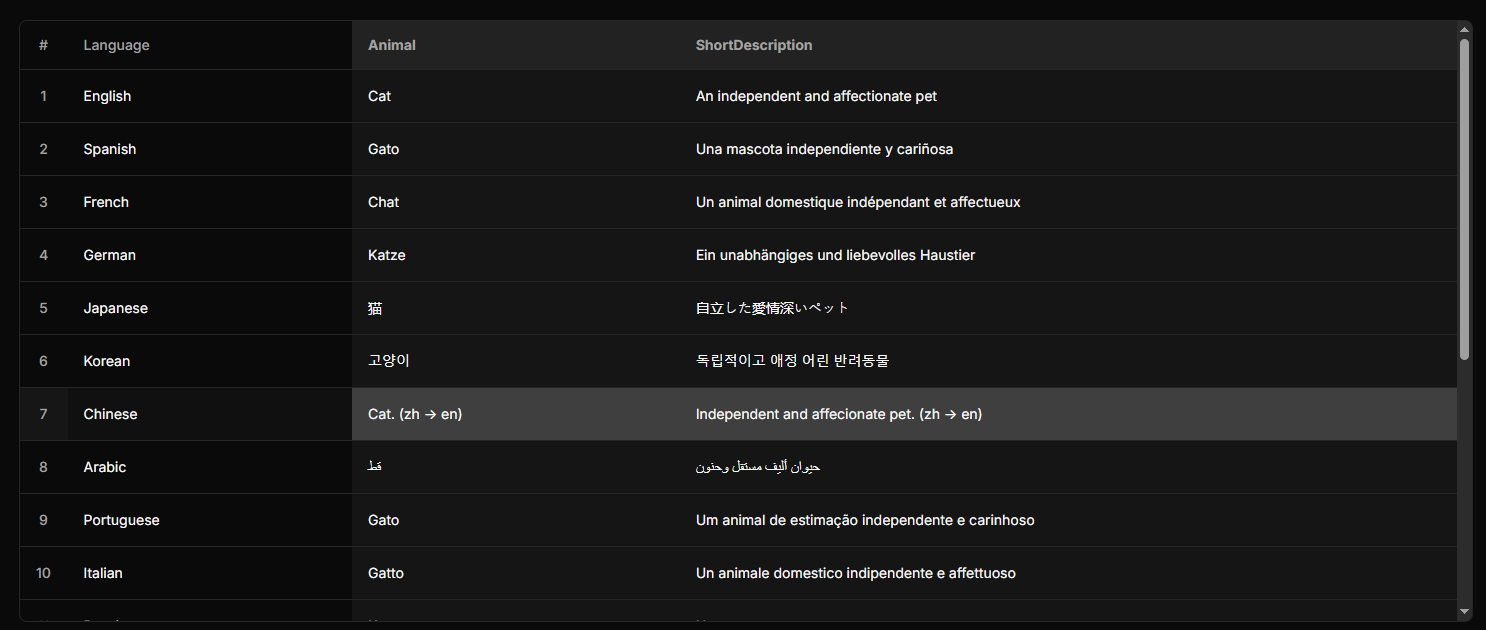 # Language Animal ShortDescription
1 English Cat An independent and affectionate pet
2 Spanish Gato Una mascota independiente y cariñosa
3 French Chat Un animal domestique indépendant et affectueux
4 German Katze Ein unabhängiges und liebevolles Haustier
5 Japanese 猫 自立した愛情深いペット
6 Korean 고양이 독립적이고 애정 어린 반려동물
7 Chinese Cat. (zh → en) Independent and affecionate pet. (zh → en)
8 Arabic قط حيوان أليف مستقل وحنون
9 Portuguese Gato Um animal de estimação independente e carinhoso
10 Italian Gatto Un animale domestico indipendente e affettuoso